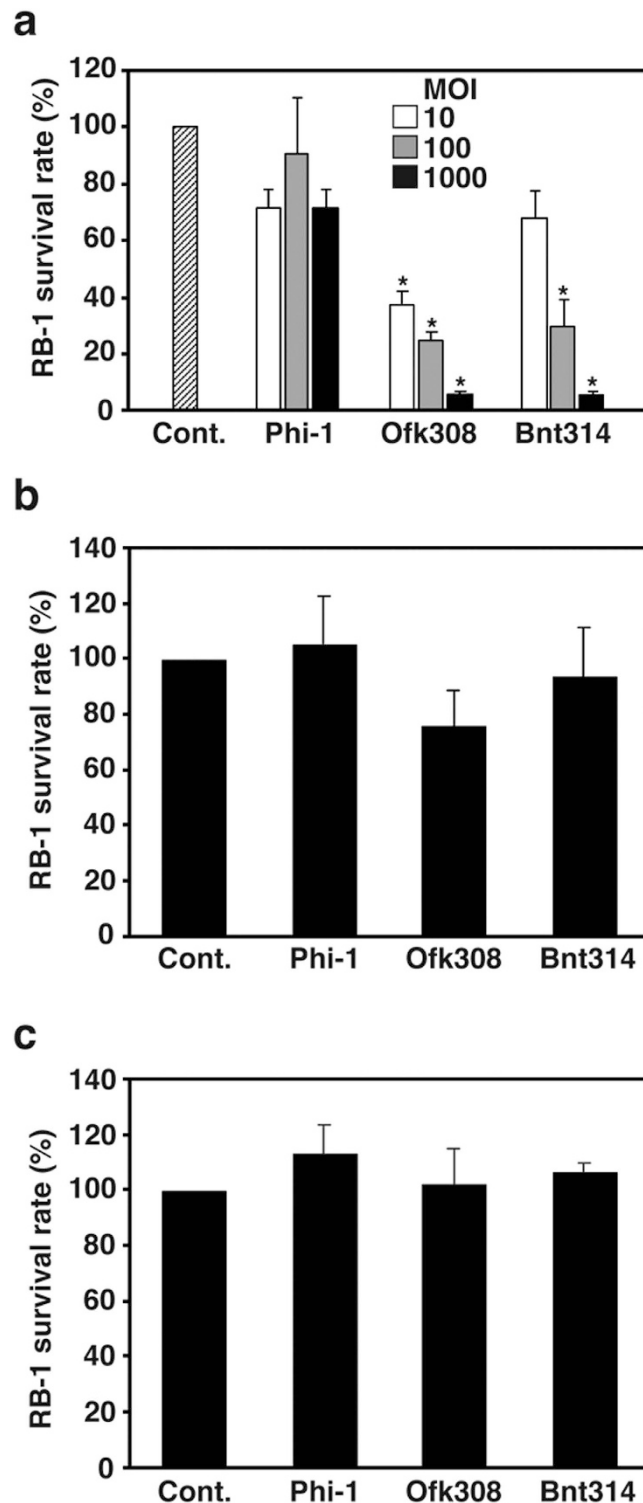 a
RB-1 survival rate (%)
120
100
80
60
40
20
0
MOI
10
100
1000
* * * * *
Cont. Phi-1 Ofk308 Bnt314
b
RB-1 survival rate (%)
140
120
100
80
60
40
20
0
Cont. Phi-1 Ofk308 Bnt314
c
RB-1 survival rate (%)
140
120
100
80
60
40
20
0
Cont. Phi-1 Ofk308 Bnt314